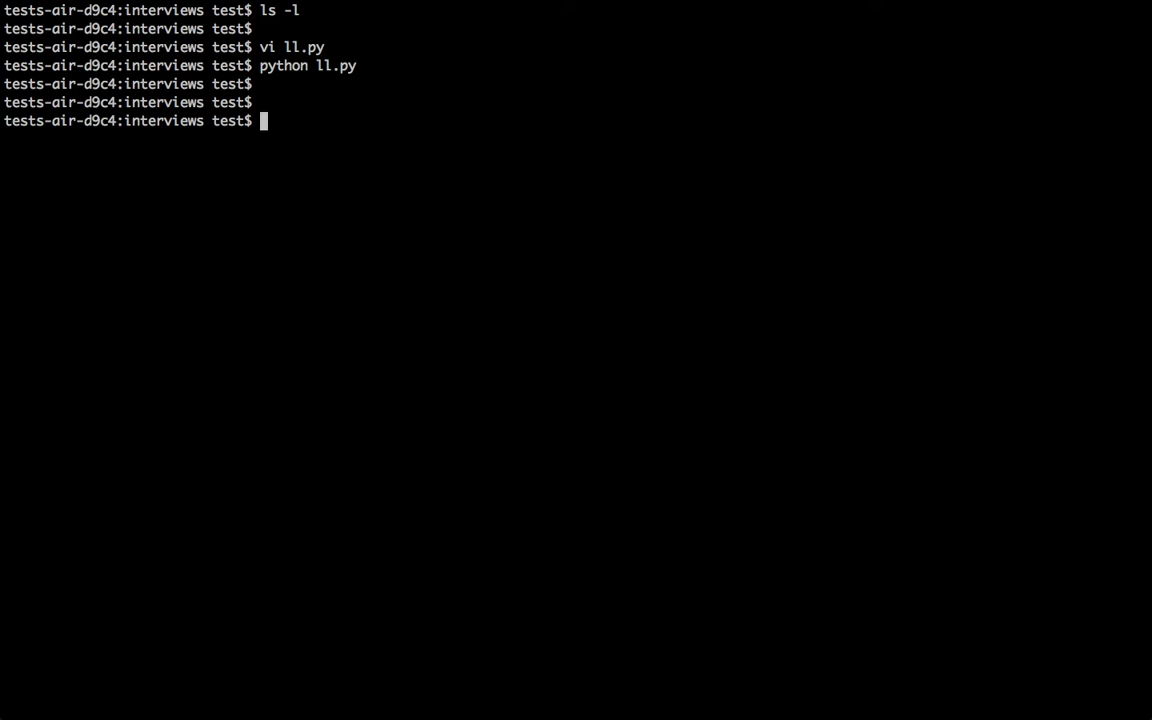 tests-air-d9c4:interviews test$ ls -l
tests-air-d9c4:interviews test$
tests-air-d9c4:interviews test$ vi ll.py
tests-air-d9c4:interviews test$ python ll.py
tests-air-d9c4:interviews test$
tests-air-d9c4:interviews test$
tests-air-d9c4:interviews test$